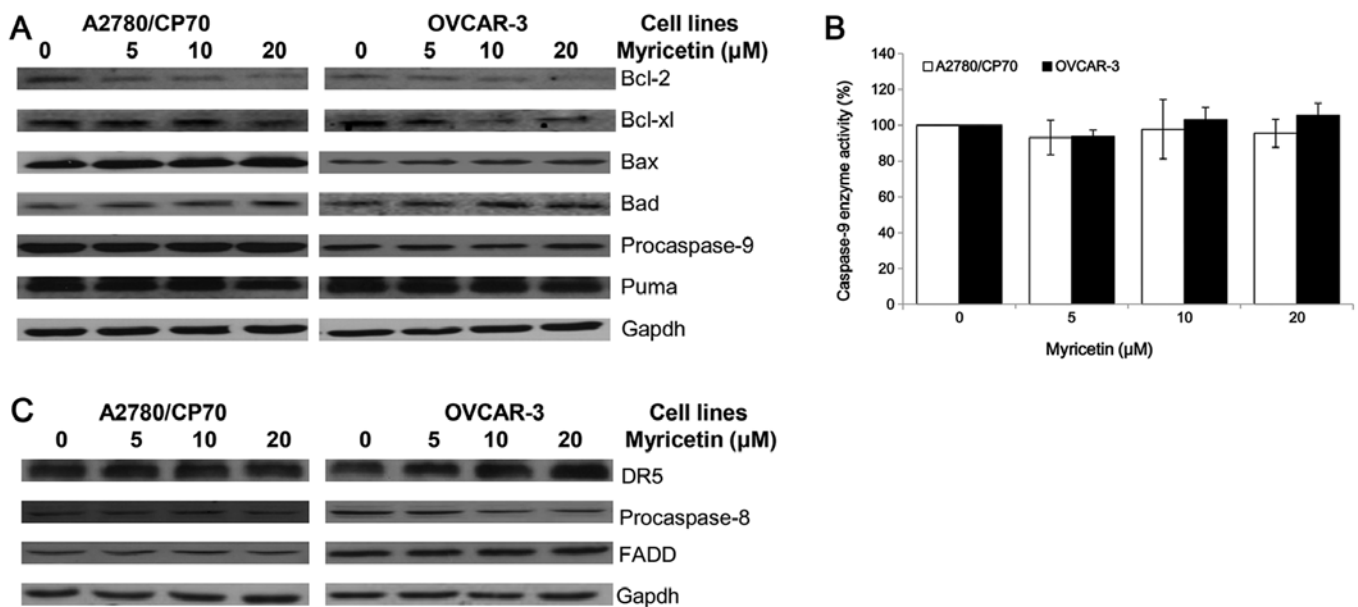 A
A2780/CP70 OVCAR-3 Cell lines
0 5 10 20 0 5 10 20 Myricetin (µM)
Bcl-2
Bcl-xl
Bax
Bad
Procaspase-9
Puma
Gapdh
B
Caspase-9 enzyme activity (%)
140
120
100
80
60
40
20
0
A2780/CP70 OVCAR-3
0 5 10 20
Myricetin (µM)
C
A2780/CP70 OVCAR-3 Cell lines
0 5 10 20 0 5 10 20 Myricetin (µM)
DR5
Procaspase-8
FADD
Gapdh